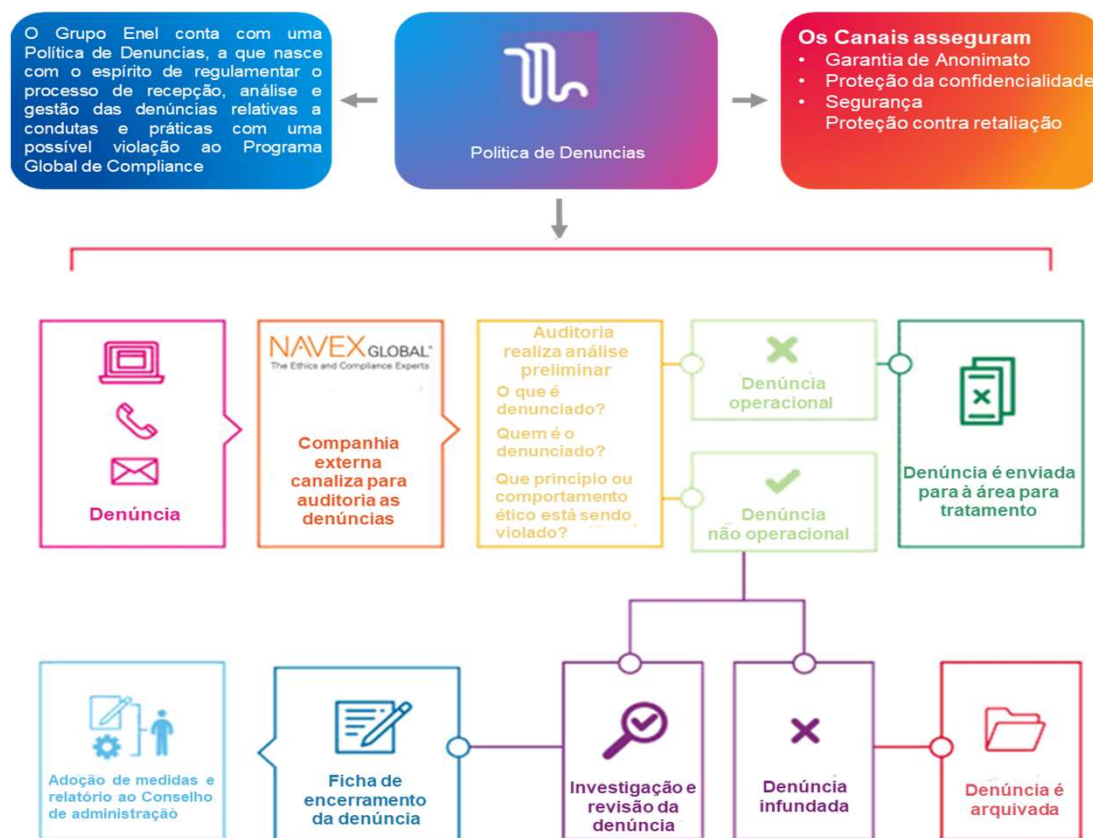 O Grupo Enel conta com uma
Política de Denuncias, a que nasce
com o espírito de regulamentar o
processo de recepção, análise e
gestão das denúncias relativas a
condutas e práticas com uma
possível violação ao Programa
Global de Compliance
Política de Denuncias
Os Canais asseguram
• Garantia de Anonimato
• Proteção da confidencialidade
• Segurança
Proteção contra retaliação
Denúncia
NAVEX GLOBAL
The Ethics and Compliance Experts
Companhia
externa
canaliza para
auditoria as
denúncias
Auditoria
realiza análise
preliminar
O que é
denunciado?
Quem é o
denunciado?
Que princípio ou
comportamento
ético está sendo
violado?
Denúncia
operacional
Denúncia
não operacional
Denúncia é enviada
para à área para
tratamento
Adoção de medidas e
relatório ao Conselho
de administração
Ficha de
encerramento
da denúncia
Investigação e
revisão da
denúncia
Denúncia
infundada
Denúncia é
arquivada